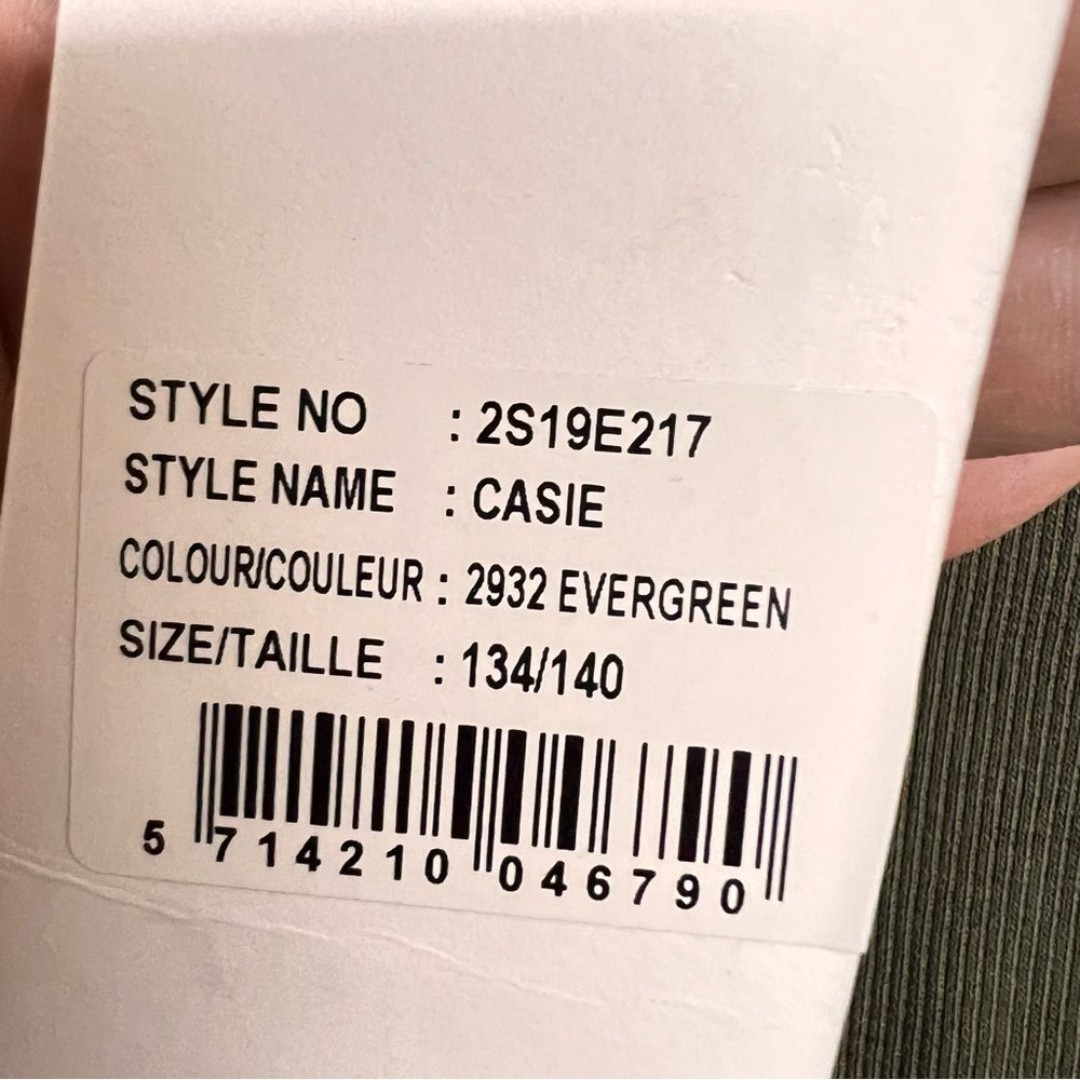 STYLE NO : 2S19E217
STYLE NAME : CASIE
COLOUR/COULEUR : 2932 EVERGREEN
SIZE/TAILLE : 134/140
5 714210 046790